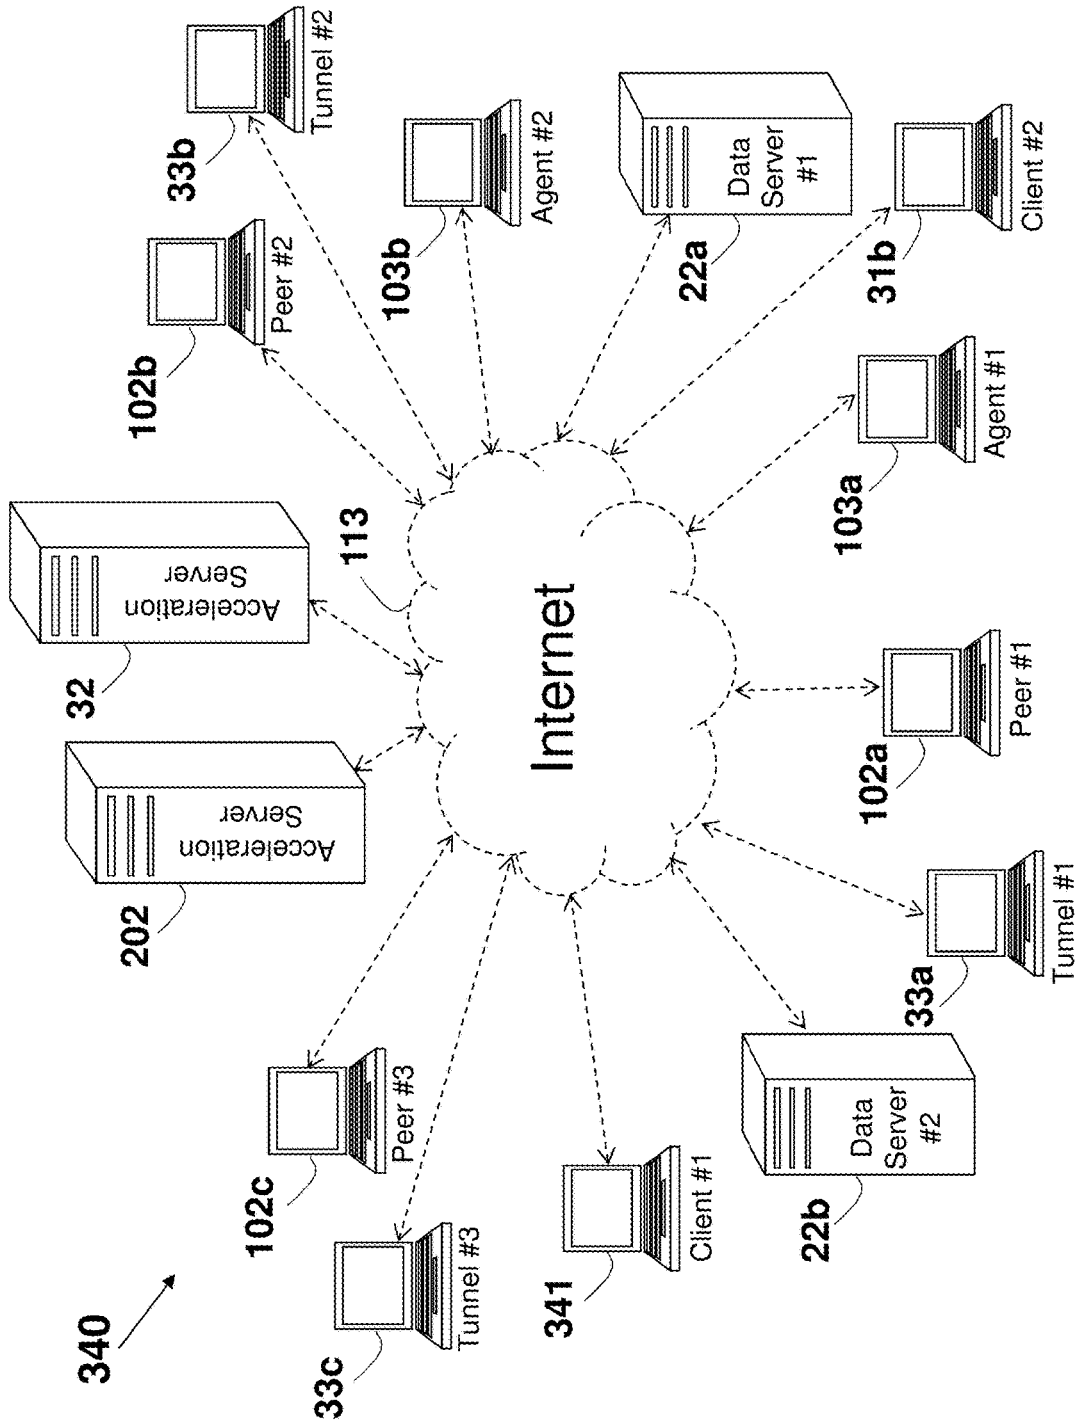 340
33c
Tunnel #3
102c
Peer #3
341
Client #1
22b
Data
Server
#2
33a
Tunnel #1
202
Acceleration
Server
32
Acceleration
Server
113
Internet
102a
Peer #1
102b
Peer #2
33b
Tunnel #2
103b
Agent #2
22a
Data
Server
#1
103a
Agent #1
31b
Client #2